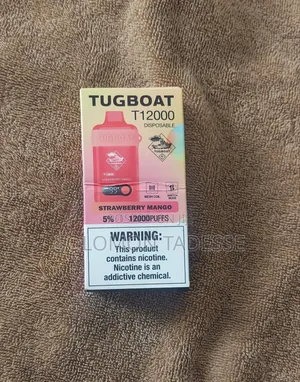 TUGBOAT
T12000
DISPOSABLE
STRAWBERRY MANGO
5%
12000PUFFS
WARNING:
This product
contains nicotine.
Nicotine is an
addictive chemical.